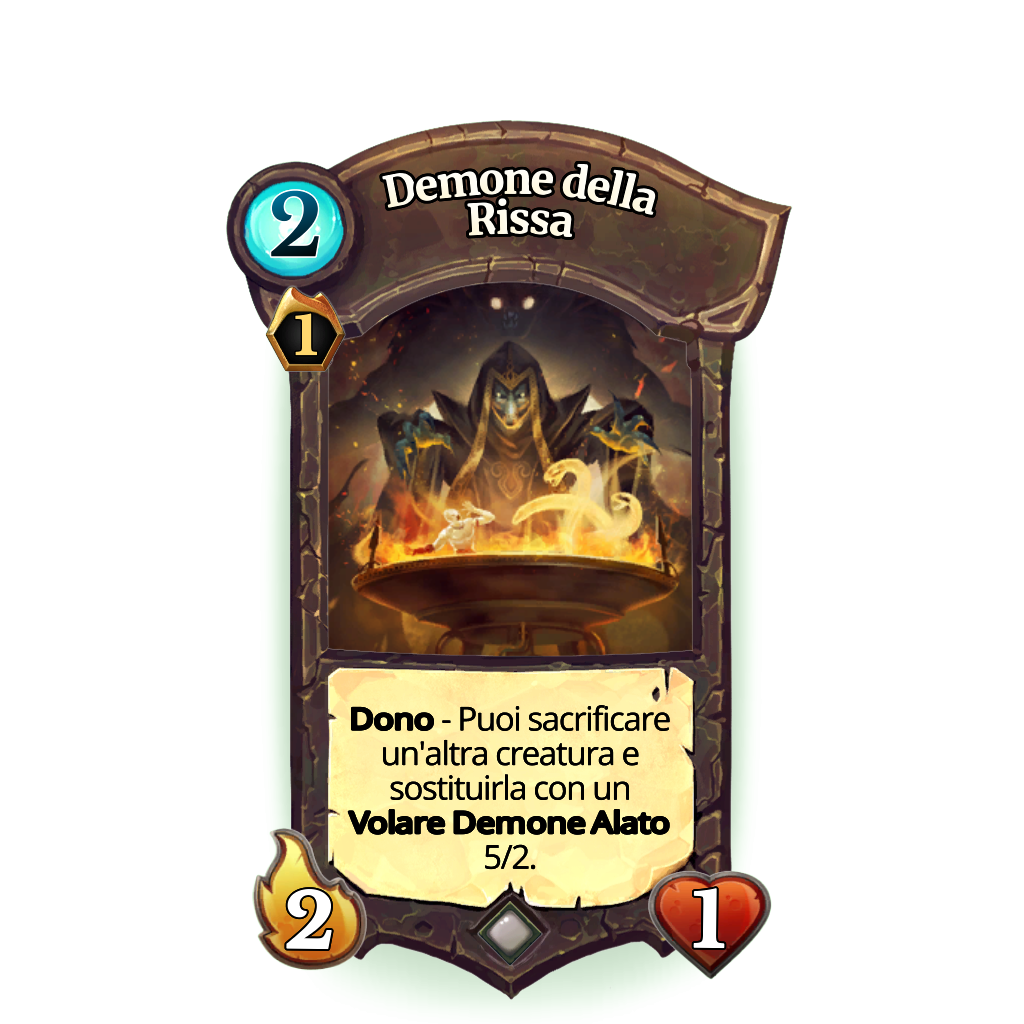 Demone della
Rissa
2
1
Dono - Puoi sacrificare
un'altra creatura e
sostituirla con un
Volare Demone Alato
5/2.
2
1